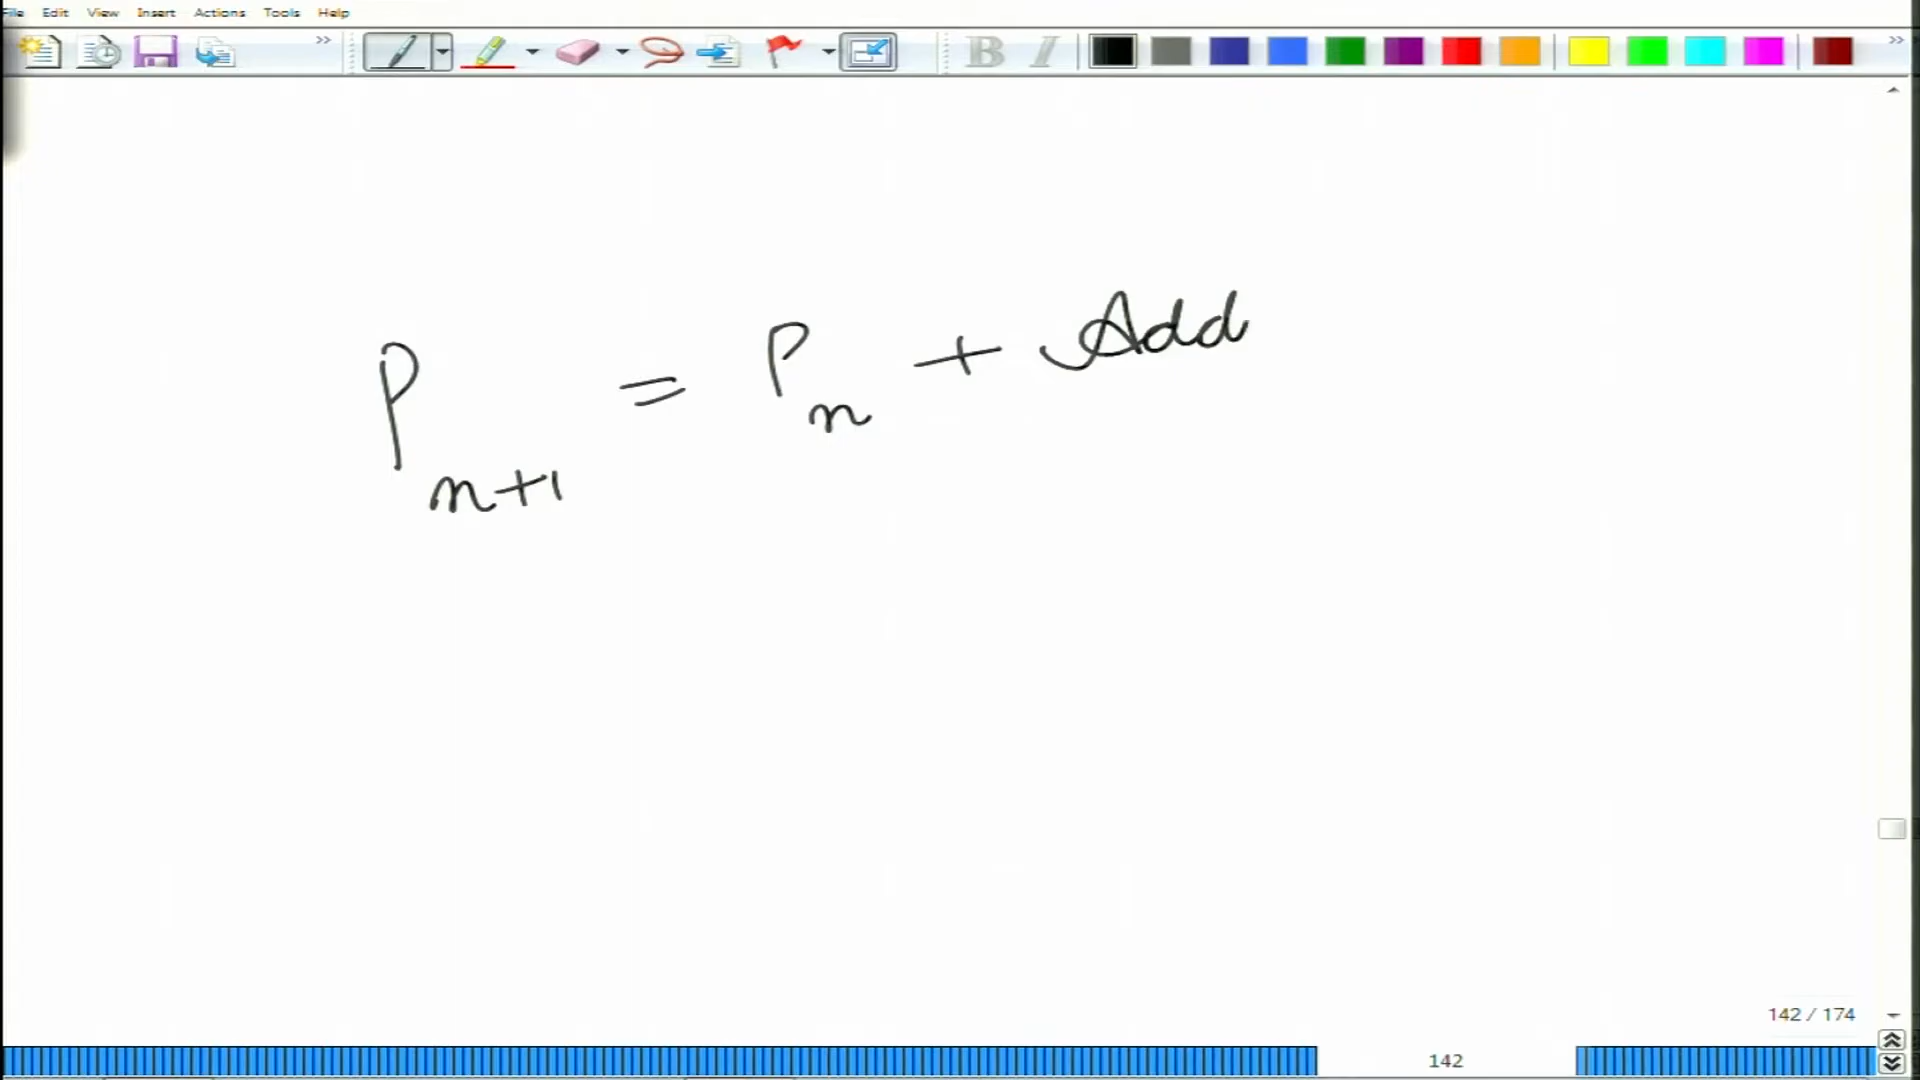 File Edit View Insert Actions Tools Help
B I
P_{n+1} = P_n + Add
142 / 174
142